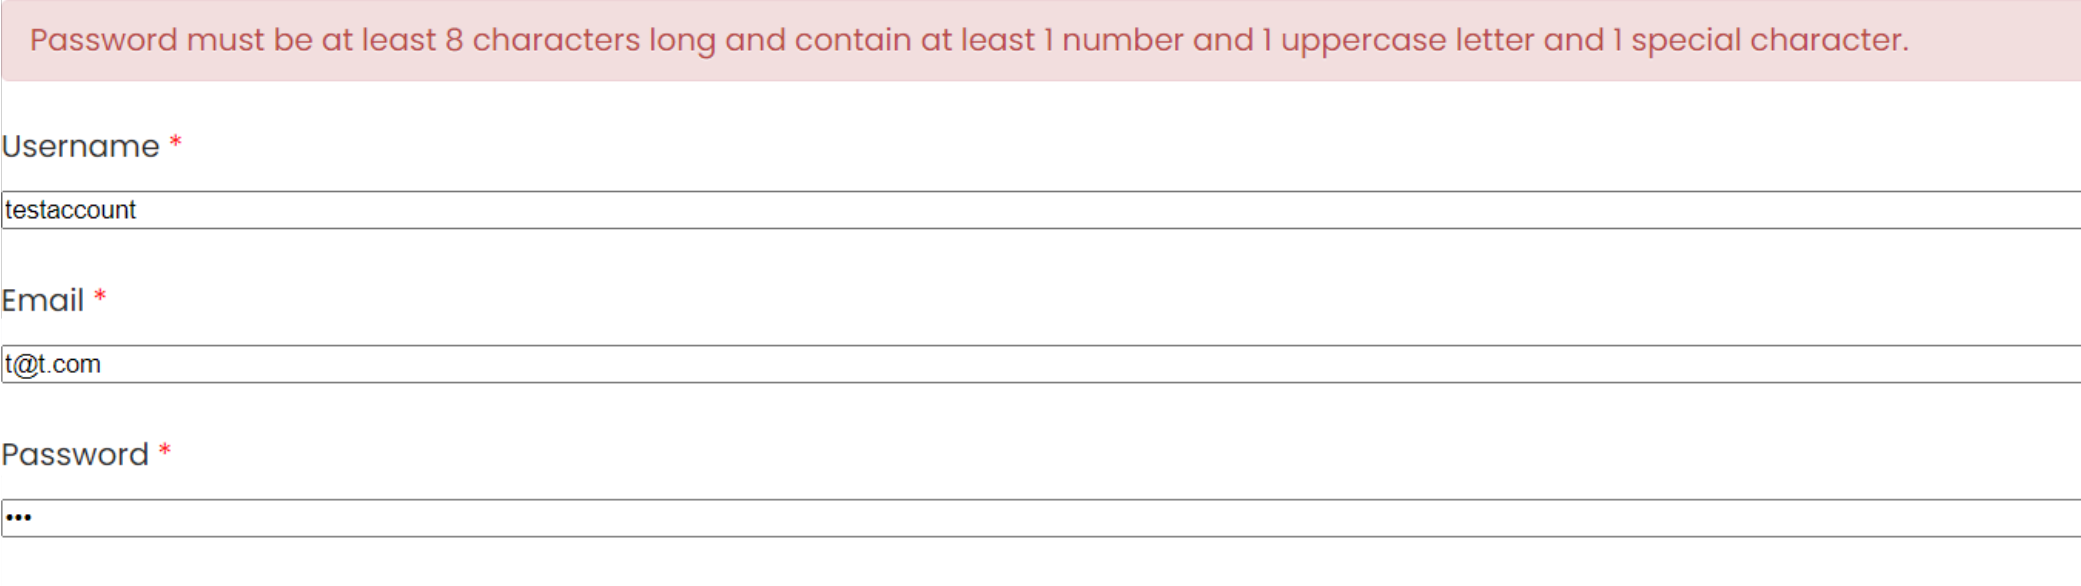 Password must be at least 8 characters long and contain at least 1 number and 1 uppercase letter and 1 special character.
Username *
testaccount
Email *
t@t.com
Password *
•••